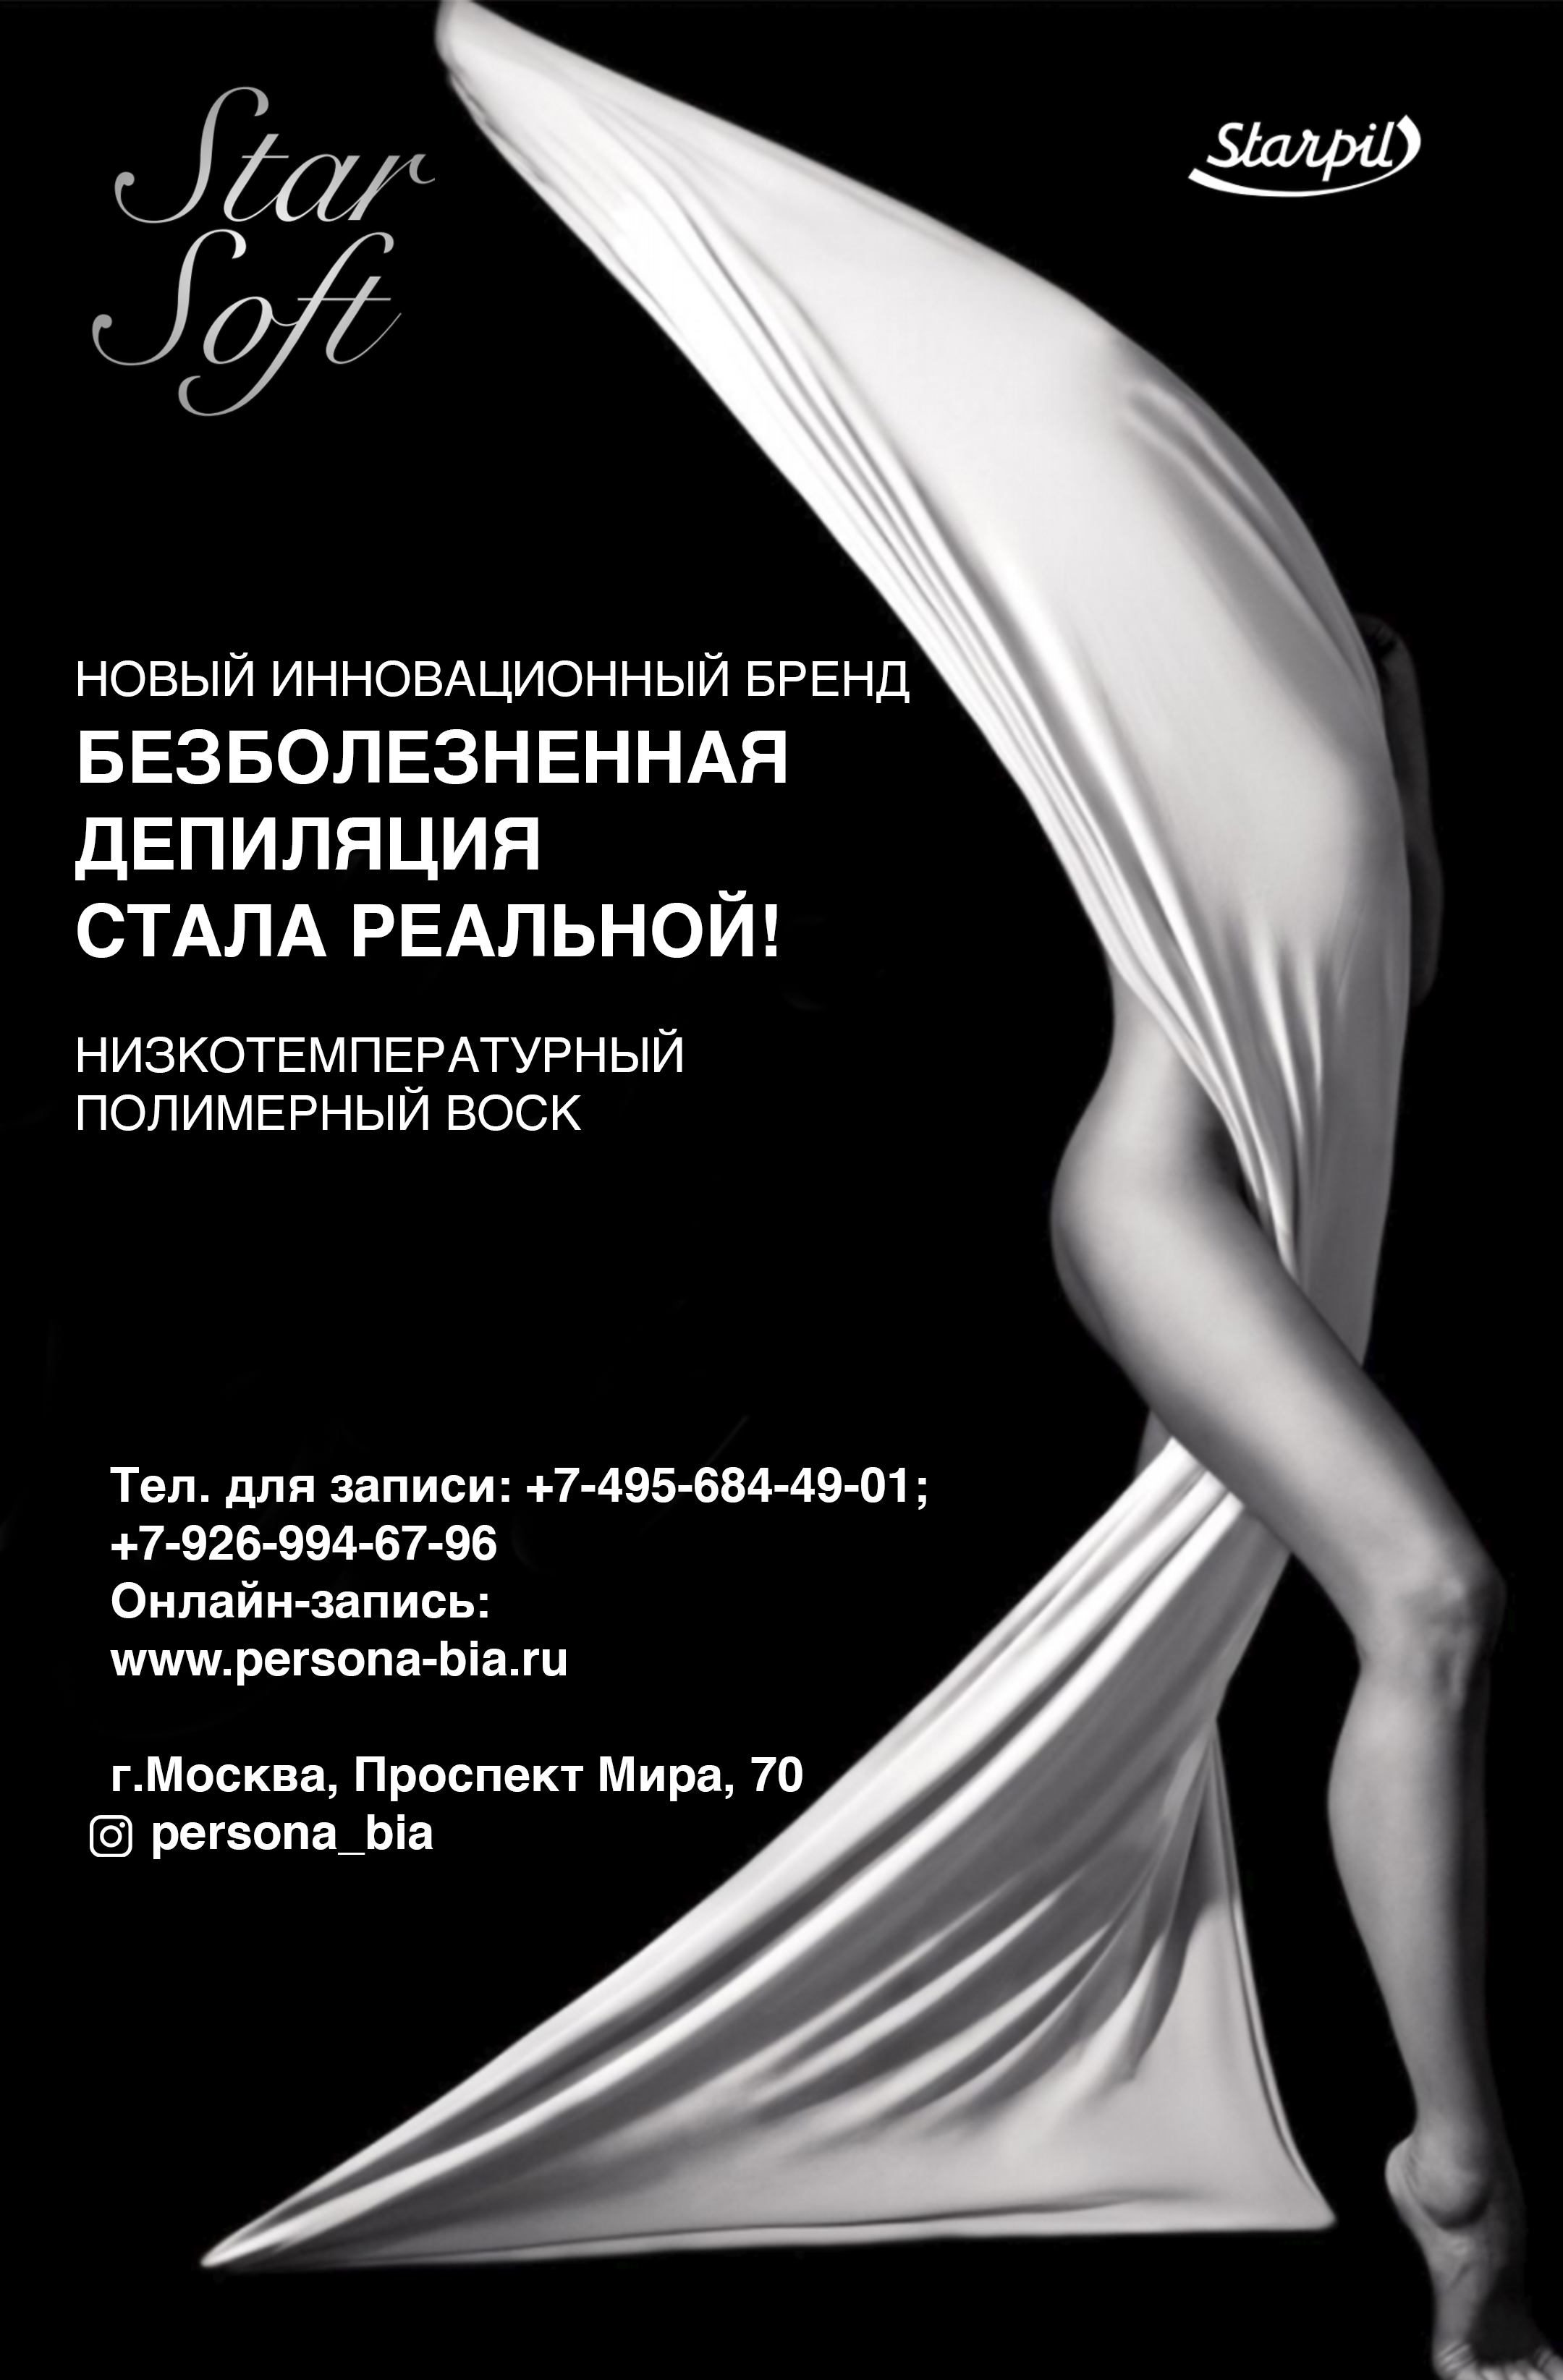 Star
Soft
Starpil
НОВЫЙ ИННОВАЦИОННЫЙ БРЕНД
БЕЗБОЛЕЗНЕННАЯ
ДЕПИЛЯЦИЯ
СТАЛА РЕАЛЬНОЙ!
НИЗКОТЕМПЕРАТУРНЫЙ
ПОЛИМЕРНЫЙ ВОСК
Тел. для записи: +7-495-684-49-01;
+7-926-994-67-96
Онлайн-запись:
www.persona-bia.ru
г.Москва, Проспект Мира, 70
persona_bia